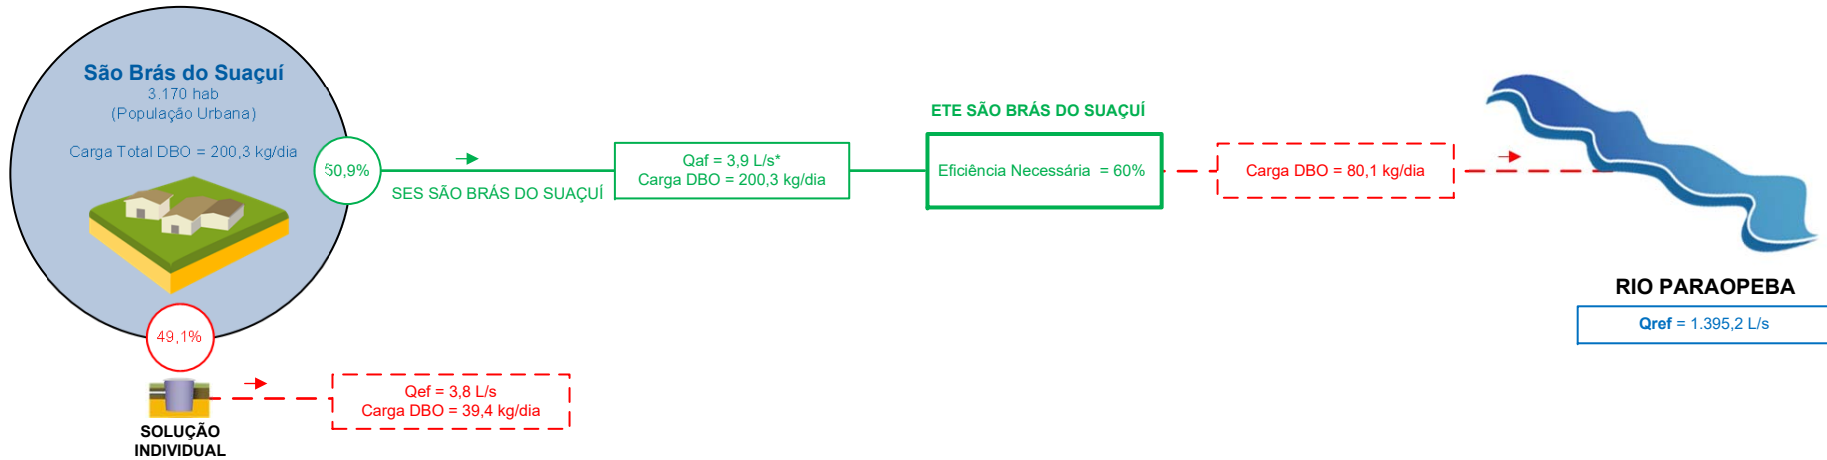 São Brás do Suaçuí
3.170 hab
(População Urbana)
Carga Total DBO = 200,3 kg/dia
50,9%
SES SÃO BRÁS DO SUAÇUÍ
Qaf = 3,9 L/s*
Carga DBO = 200,3 kg/dia
ETE SÃO BRÁS DO SUAÇUÍ
Eficiência Necessária = 60%
Carga DBO = 80,1 kg/dia
RIO PARAOPEBA
Qref = 1.395,2 L/s
49,1%
SOLUÇÃO
INDIVIDUAL
Qef = 3,8 L/s
Carga DBO = 39,4 kg/dia